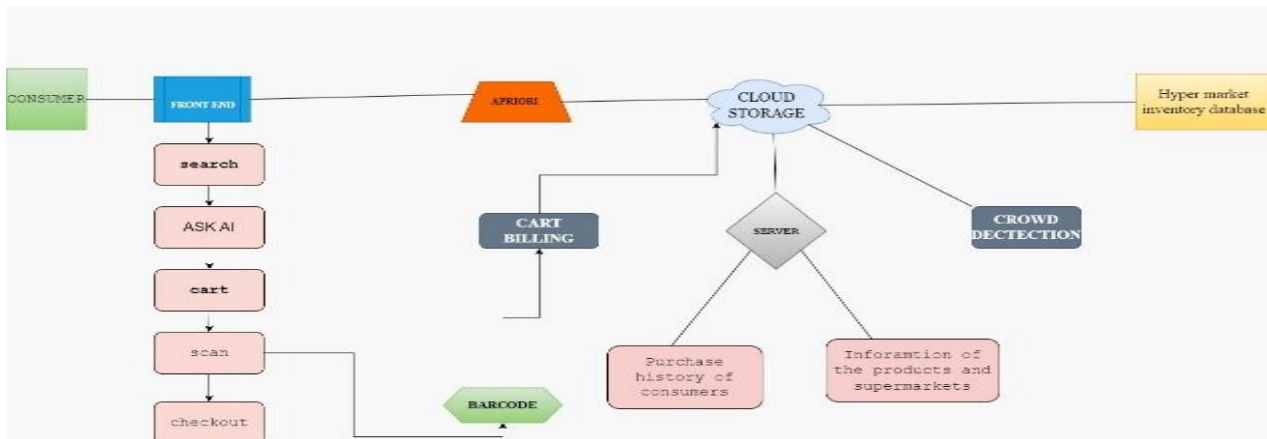 CONSUMER
FRONT END
APRIORI
CLOUD
STORAGE
Hyper market
inventory database
search
ASK AI
cart
scan
checkout
CART
BILLING
BARCODE
SERVER
CROWD
DECTECTION
Purchase
history of
consumers
Inforamtion of
the products and
supermarkets